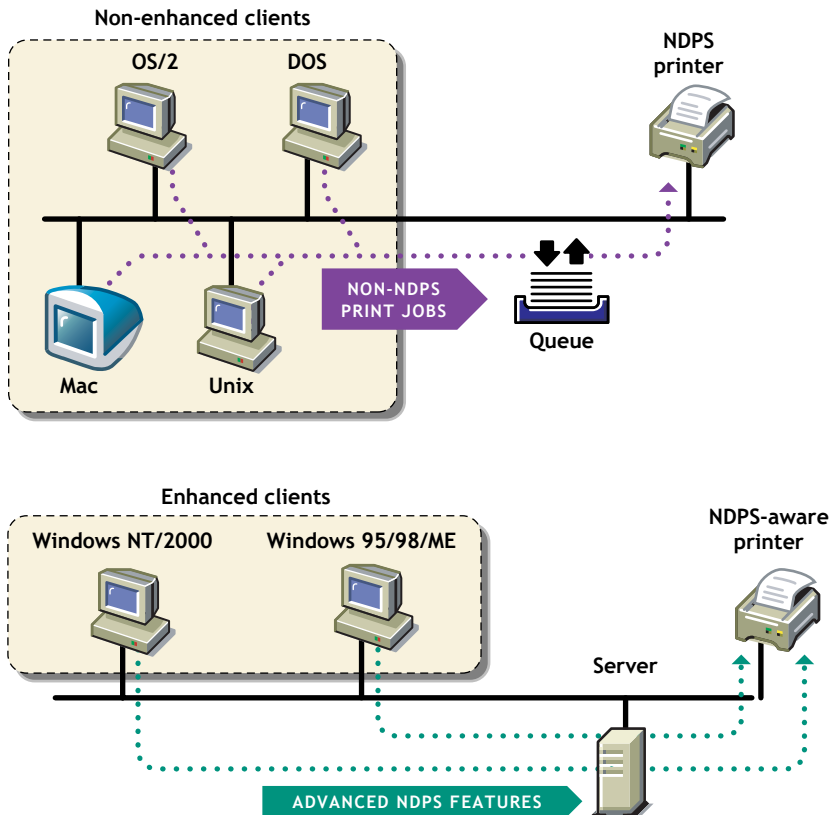 Non-enhanced clients
OS/2
DOS
NDPS
printer
NON-NDPS
PRINT JOBS
Queue
Mac
Unix
Enhanced clients
Windows NT/2000
Windows 95/98/ME
NDPS-aware
printer
Server
ADVANCED NDPS FEATURES